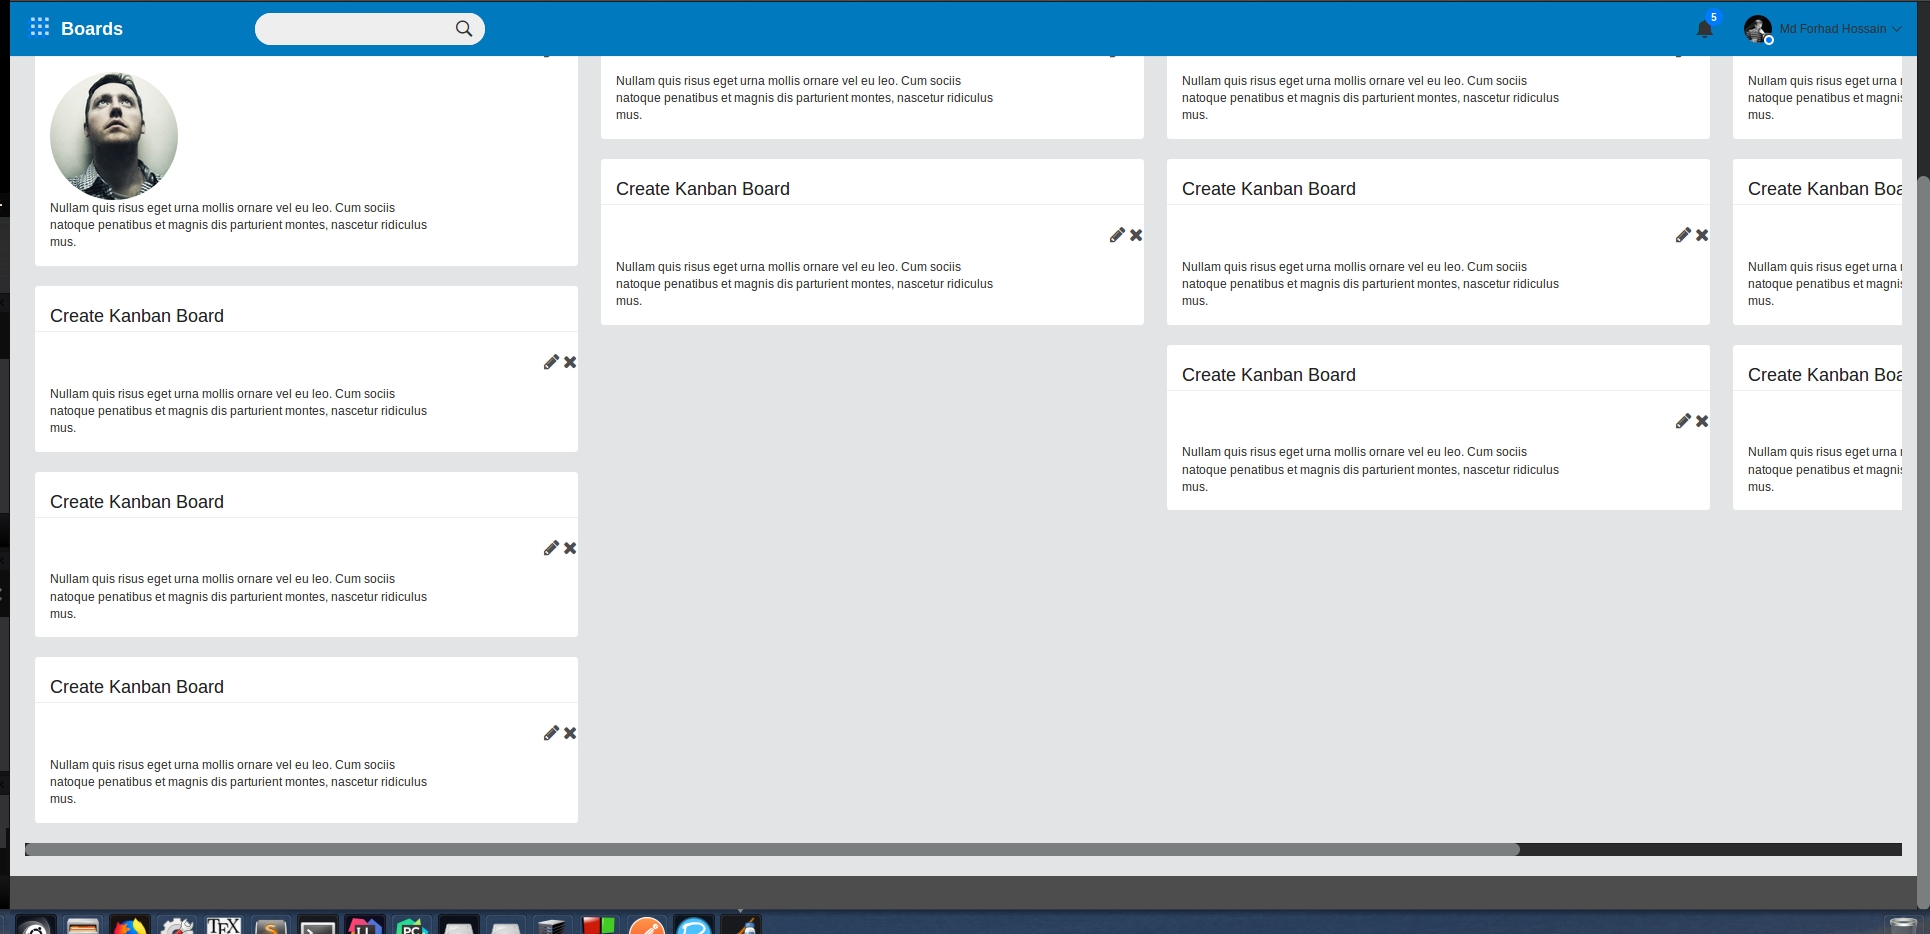 Boards
5
Md Forhad Hossain
Nullam quis risus eget urna mollis ornare vel eu leo. Cum sociis
natoque penatibus et magnis dis parturient montes, nascetur ridiculus
mus.
Create Kanban Board
Nullam quis risus eget urna mollis ornare vel eu leo. Cum sociis
natoque penatibus et magnis dis parturient montes, nascetur ridiculus
mus.
Create Kanban Board
Nullam quis risus eget urna mollis ornare vel eu leo. Cum sociis
natoque penatibus et magnis dis parturient montes, nascetur ridiculus
mus.
Create Kanban Board
Nullam quis risus eget urna mollis ornare vel eu leo. Cum sociis
natoque penatibus et magnis dis parturient montes, nascetur ridiculus
mus.
Nullam quis risus eget urna mollis ornare vel eu leo. Cum sociis
natoque penatibus et magnis dis parturient montes, nascetur ridiculus
mus.
Create Kanban Board
Nullam quis risus eget urna mollis ornare vel eu leo. Cum sociis
natoque penatibus et magnis dis parturient montes, nascetur ridiculus
mus.
Nullam quis risus eget urna mollis ornare vel eu leo. Cum sociis
natoque penatibus et magnis dis parturient montes, nascetur ridiculus
mus.
Create Kanban Board
Nullam quis risus eget urna mollis ornare vel eu leo. Cum sociis
natoque penatibus et magnis dis parturient montes, nascetur ridiculus
mus.
Create Kanban Board
Nullam quis risus eget urna mollis ornare vel eu leo. Cum sociis
natoque penatibus et magnis dis parturient montes, nascetur ridiculus
mus.
Nullam quis risus eget urna
natoque penatibus et
mus.
Create Kanban
Nullam quis risus eget urna
natoque penatibus et
mus.
Create Kanban
Nullam quis risus eget urna
natoque penatibus et
mus.
TEX
S
PC